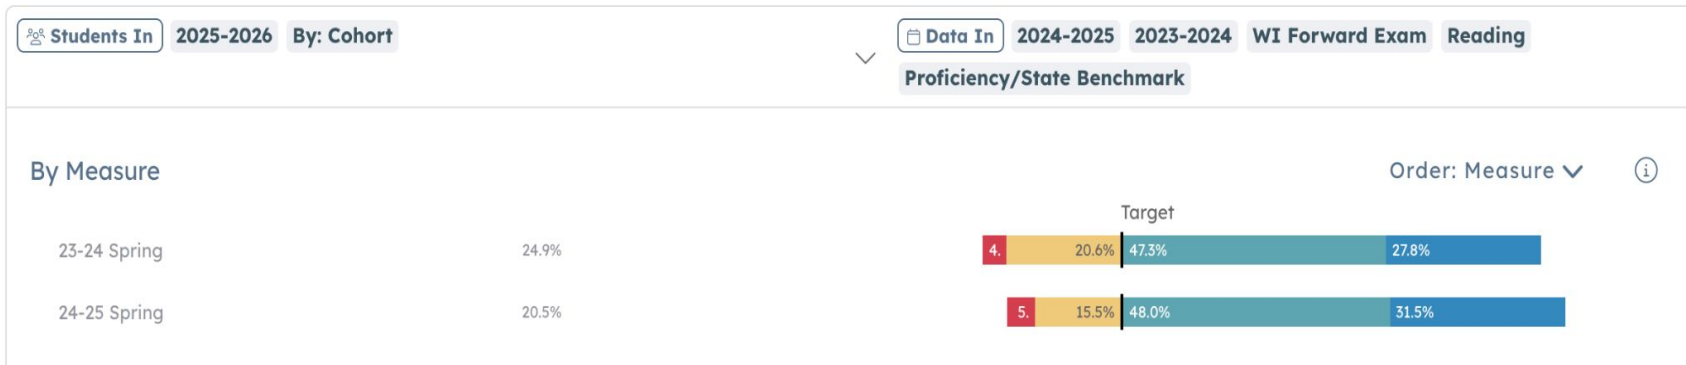 Students In 2025-2026 By: Cohort
Data In 2024-2025 2023-2024 WI Forward Exam Reading
Proficiency/State Benchmark
By Measure
Order: Measure
Target
23-24 Spring 24.9% 4. 20.6% 47.3% 27.8%
24-25 Spring 20.5% 5. 15.5% 48.0% 31.5%